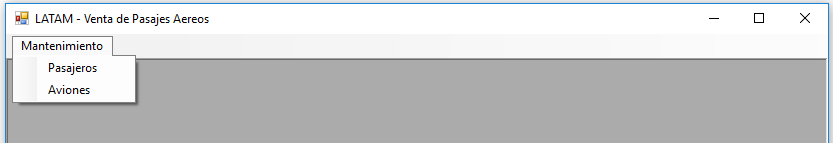 LATAM - Venta de Pasajes Aereos
Mantenimiento
Pasajeros
Aviones